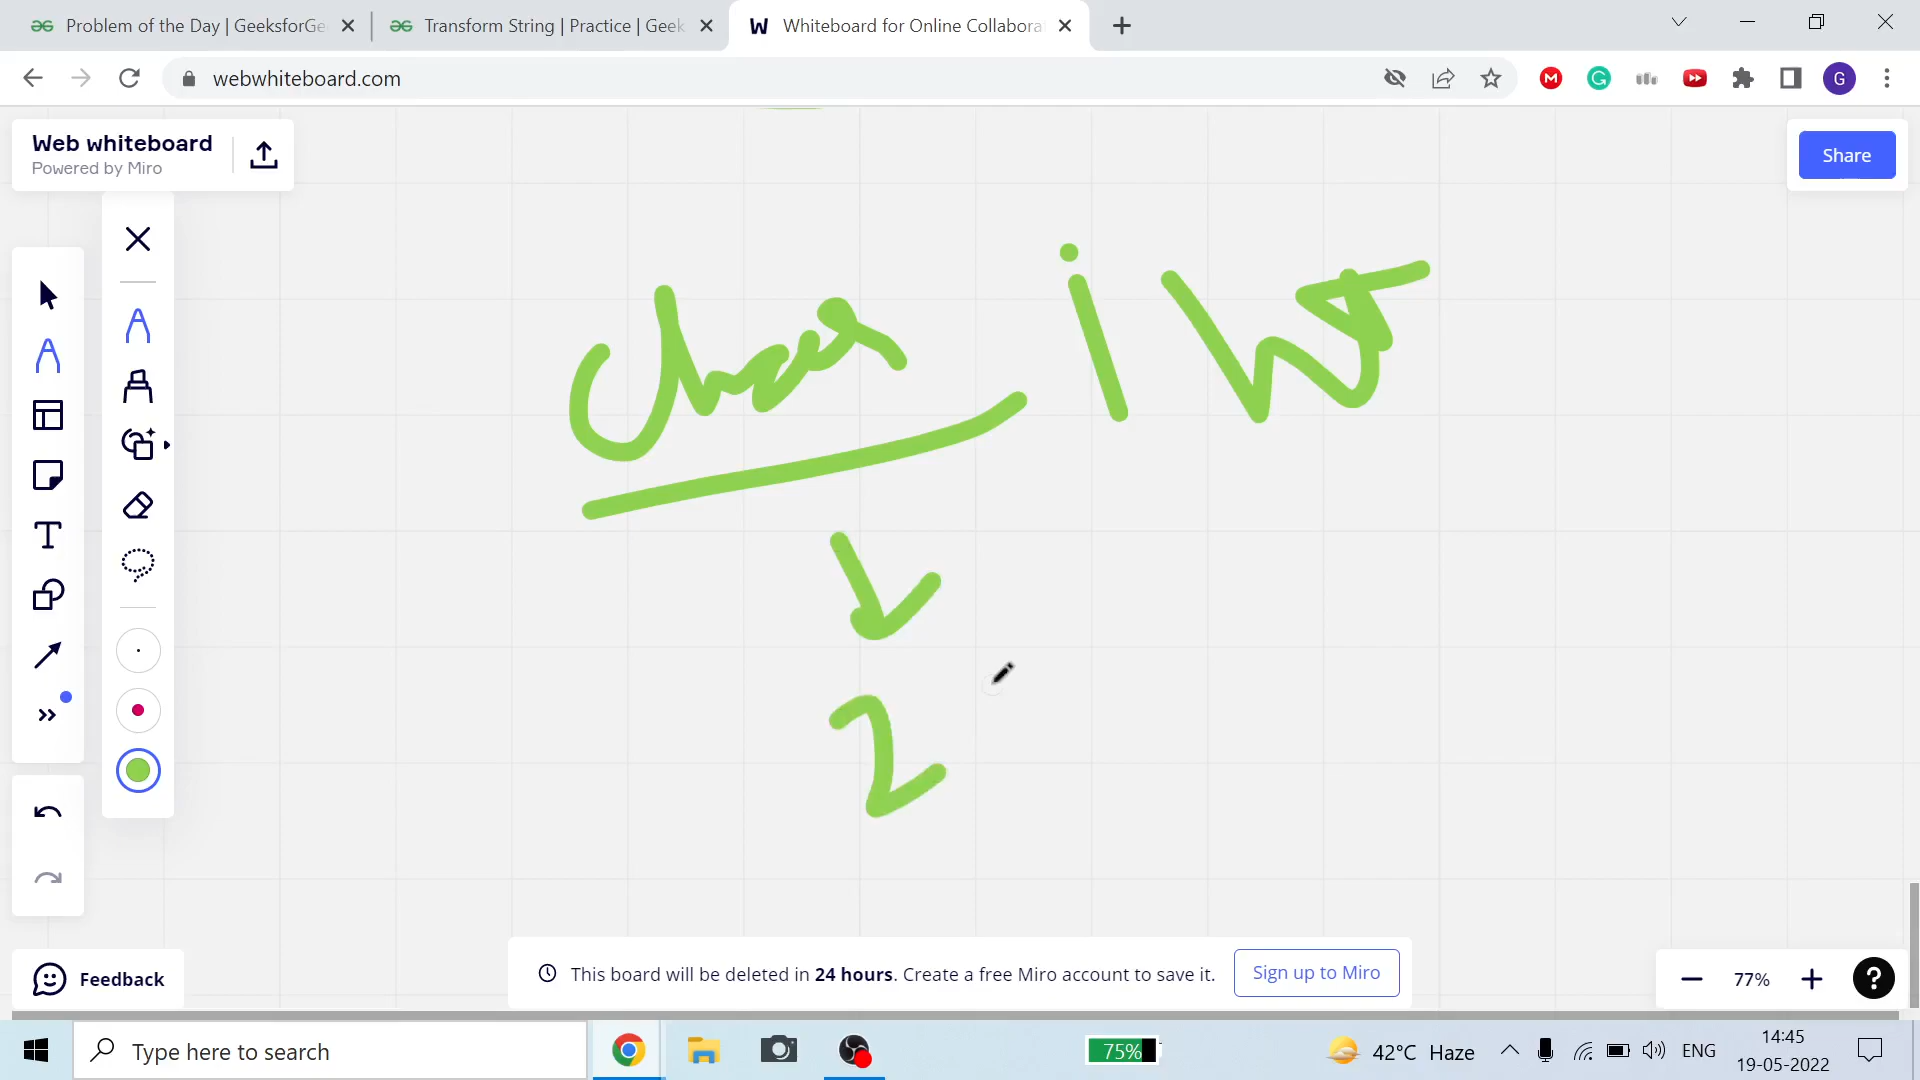 Problem of the Day | GeeksforGe
Transform String | Practice | Geek
Whiteboard for Online Collabora
webwhiteboard.com
G
Web whiteboard
Powered by Miro
Share
char i
2
Feedback
This board will be deleted in 24 hours. Create a free Miro account to save it.
Sign up to Miro
77%
?
Type here to search
75%
42°C Haze
ENG
14:45
19-05-2022